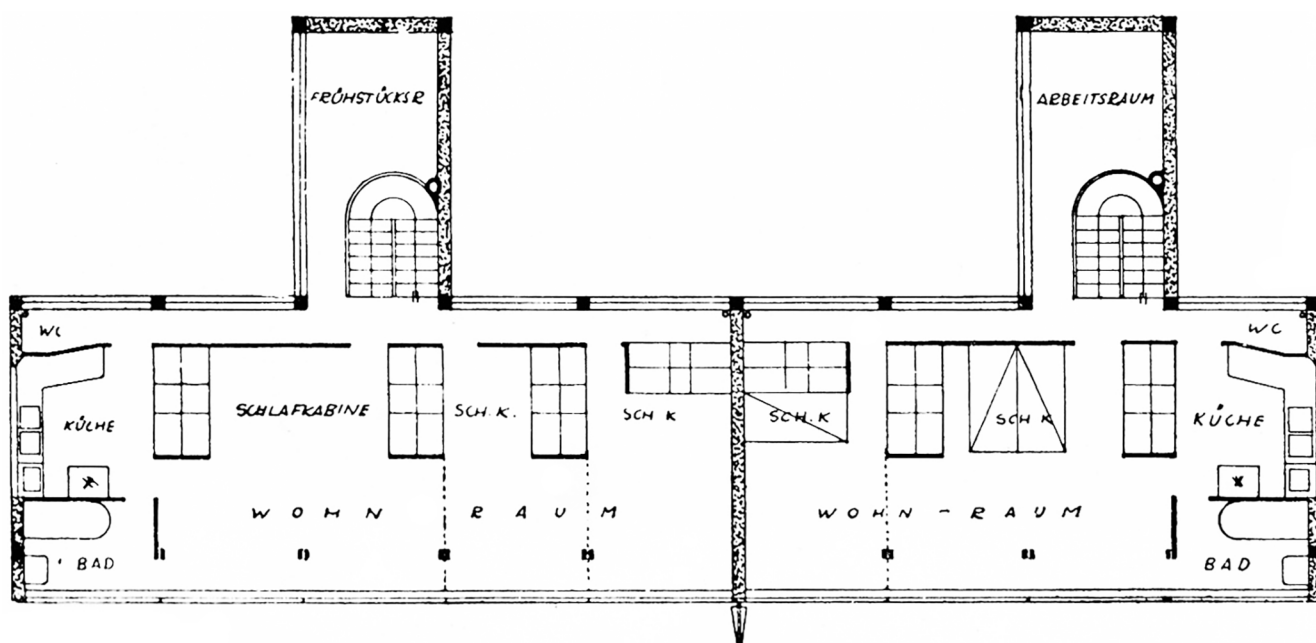 FRÜHSTÜCKSR
ARBEITSRAUM
WC
WC
SCHLAFKABINE
SCH. K.
SCH K
SCH. K
SCH K
KÜCHE
KÜCHE
WOHN RAUM
WOHN-RAUM
BAD
BAD